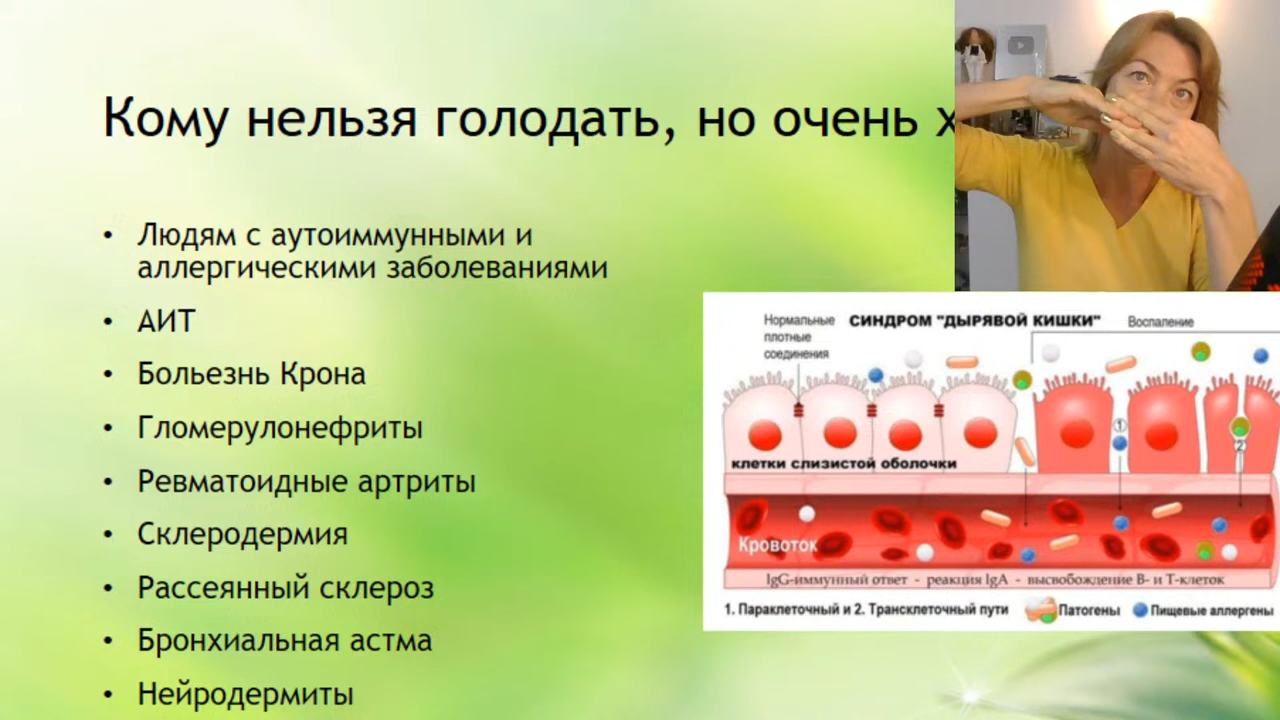 Кому нельзя голодать, но очень х
Людям с аутоиммунными и
аллергическими заболеваниями
АИТ
Больезнь Крона
Гломерулонефриты
Ревматоидные артриты
Склеродермия
Рассеянный склероз
Бронхиальная астма
Нейродермиты
Нормальные
плотные
соединения
СИНДРОМ "ДЫРЯВОЙ КИШКИ"
Воспаление
1
2
клетки слизистой оболочки
Кровоток
IgG-иммунный ответ - реакция IgA - высвобождение В- и Т-клеток
1. Параклеточный и 2. Трансклеточный пути
Патогены
Пищевые аллергены